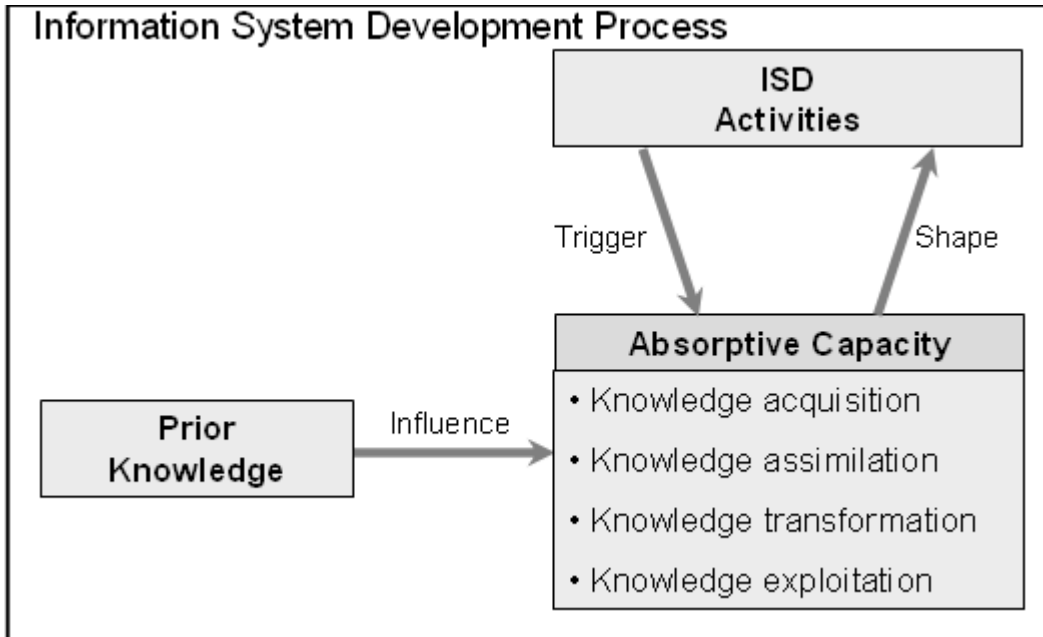 Information System Development Process
ISD
Activities
Trigger
Shape
Absorptive Capacity
• Knowledge acquisition
• Knowledge assimilation
• Knowledge transformation
• Knowledge exploitation
Prior
Knowledge
Influence